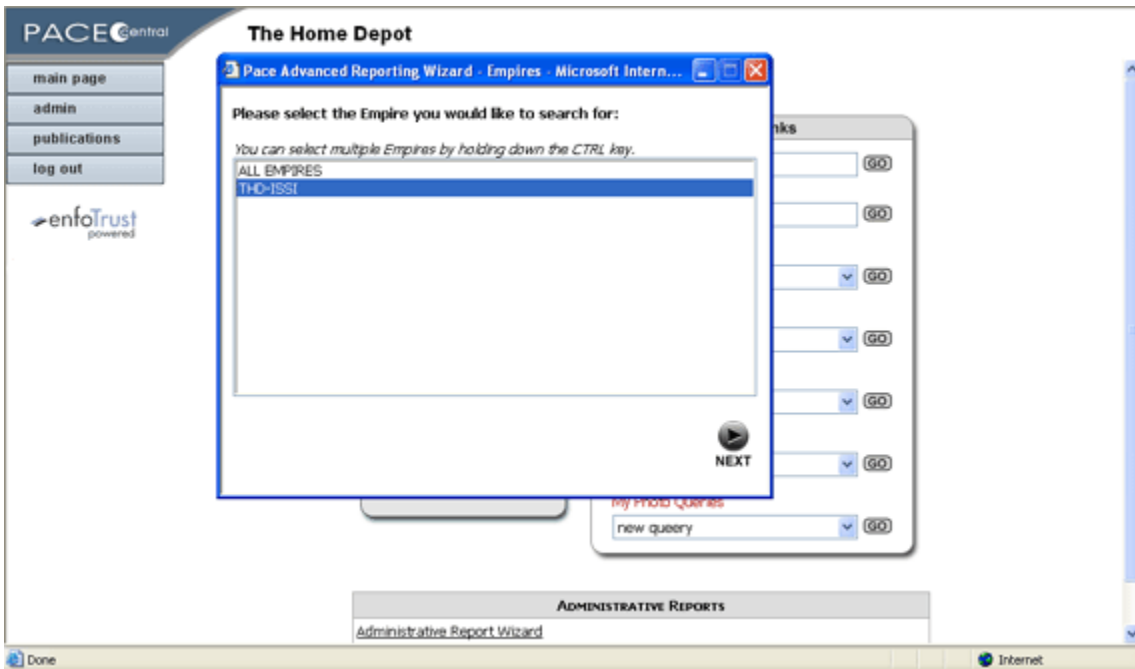 PACE Central
The Home Depot
main page
admin
publications
log out
enfoTrust
powered
Pace Advanced Reporting Wizard - Empires - Microsoft Intern...
Please select the Empire you would like to search for:
You can select multiple Empires by holding down the CTRL key.
ALL EMPIRES
THD-ISSI
NEXT
nks
GO
GO
GO
GO
GO
GO
My Photo Queries
new queery
GO
ADMINISTRATIVE REPORTS
Administrative Report Wizard
Done
Internet